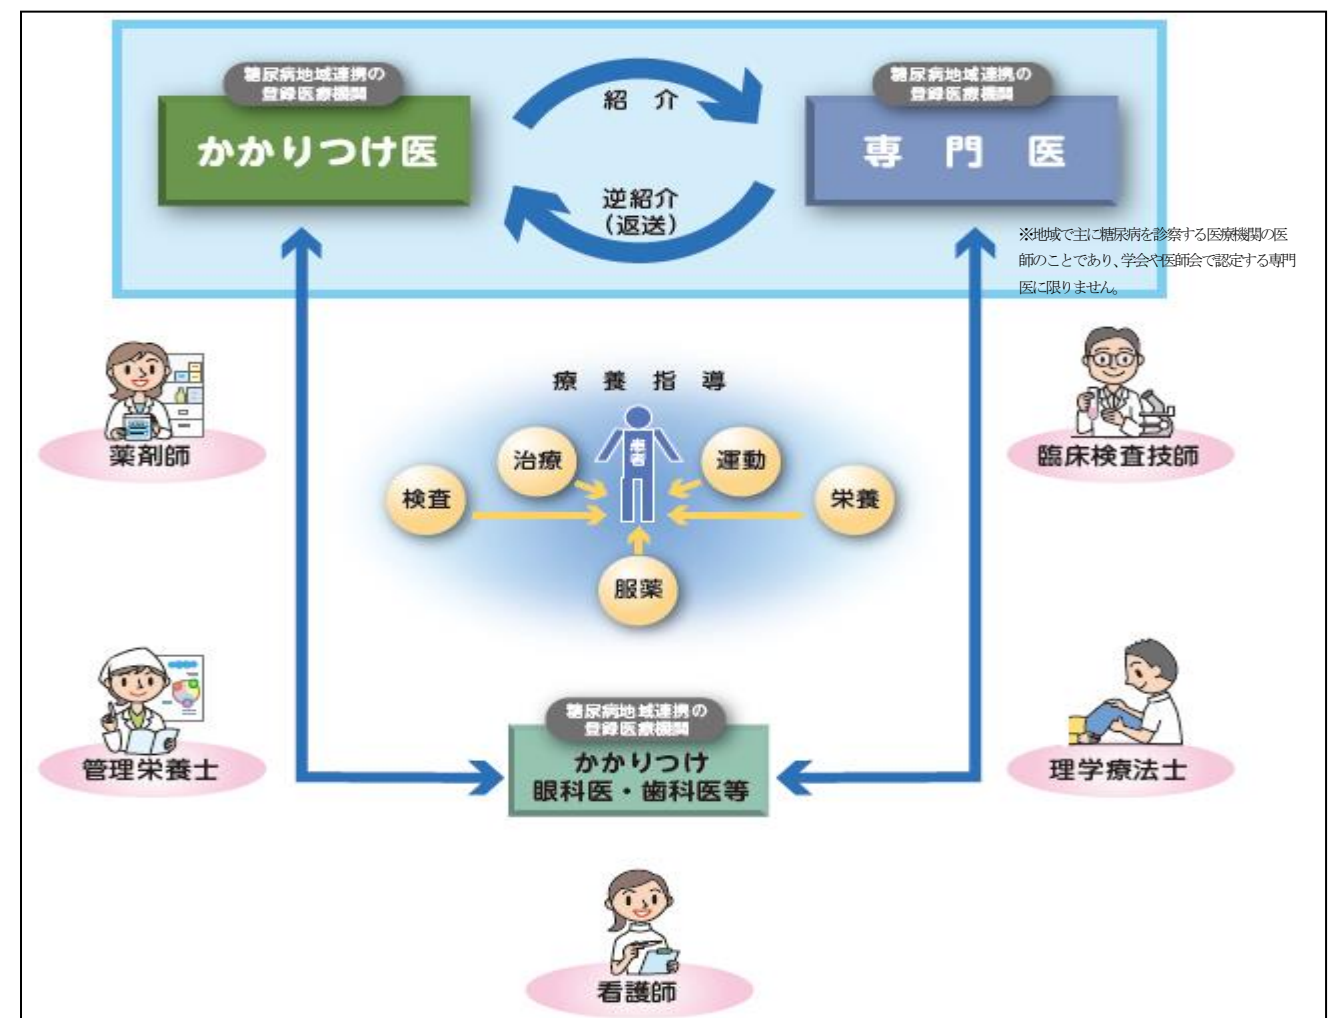 糖尿病地域連携の
登録医療機関
かかりつけ医
紹 介
逆紹介
（返送）
糖尿病地域連携の
登録医療機関
専 門 医
※地域で主に糖尿病を診察する医療機関の医
師のことであり、学会や医師会で認定する専門
医に限りません。
薬剤師
臨床検査技師
療 養 指 導
患者
治療
運動
検査
栄養
服薬
管理栄養士
理学療法士
糖尿病地域連携の
登録医療機関
かかりつけ
眼科医・歯科医等
看護師